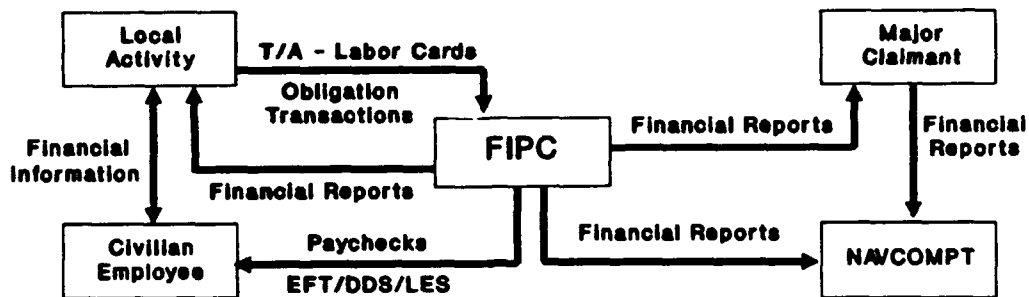 Local
Activity
T/A - Labor Cards
Obligation
Transactions
Major
Claimant
FIPC
Financial Reports
Financial
Reports
Financial
Information
Financial Reports
Civilian
Employee
Paychecks
EFT/DDS/LES
Financial Reports
NAVCOMPT